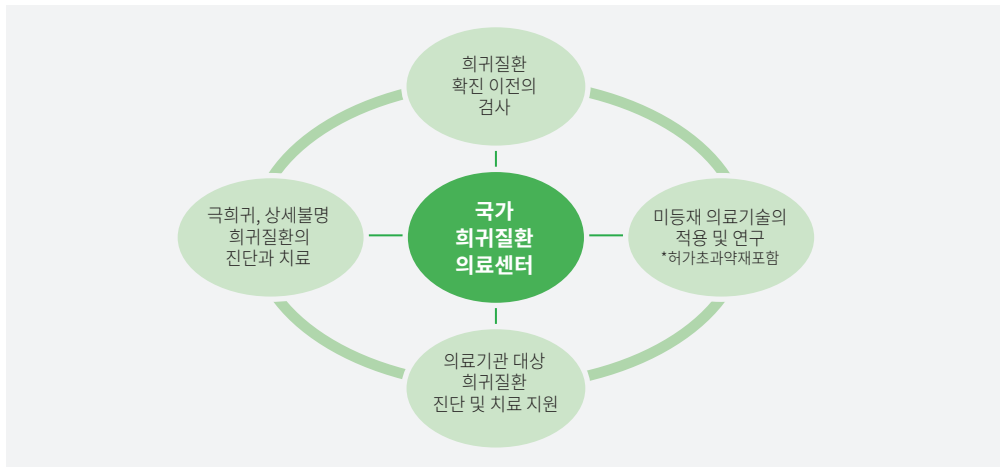 희귀질환
확진 이전의
검사
극희귀, 상세불명
희귀질환의
진단과 치료
국가
희귀질환
의료센터
미등재 의료기술의
적용 및 연구
*허가초과약재포함
의료기관 대상
희귀질환
진단 및 치료 지원